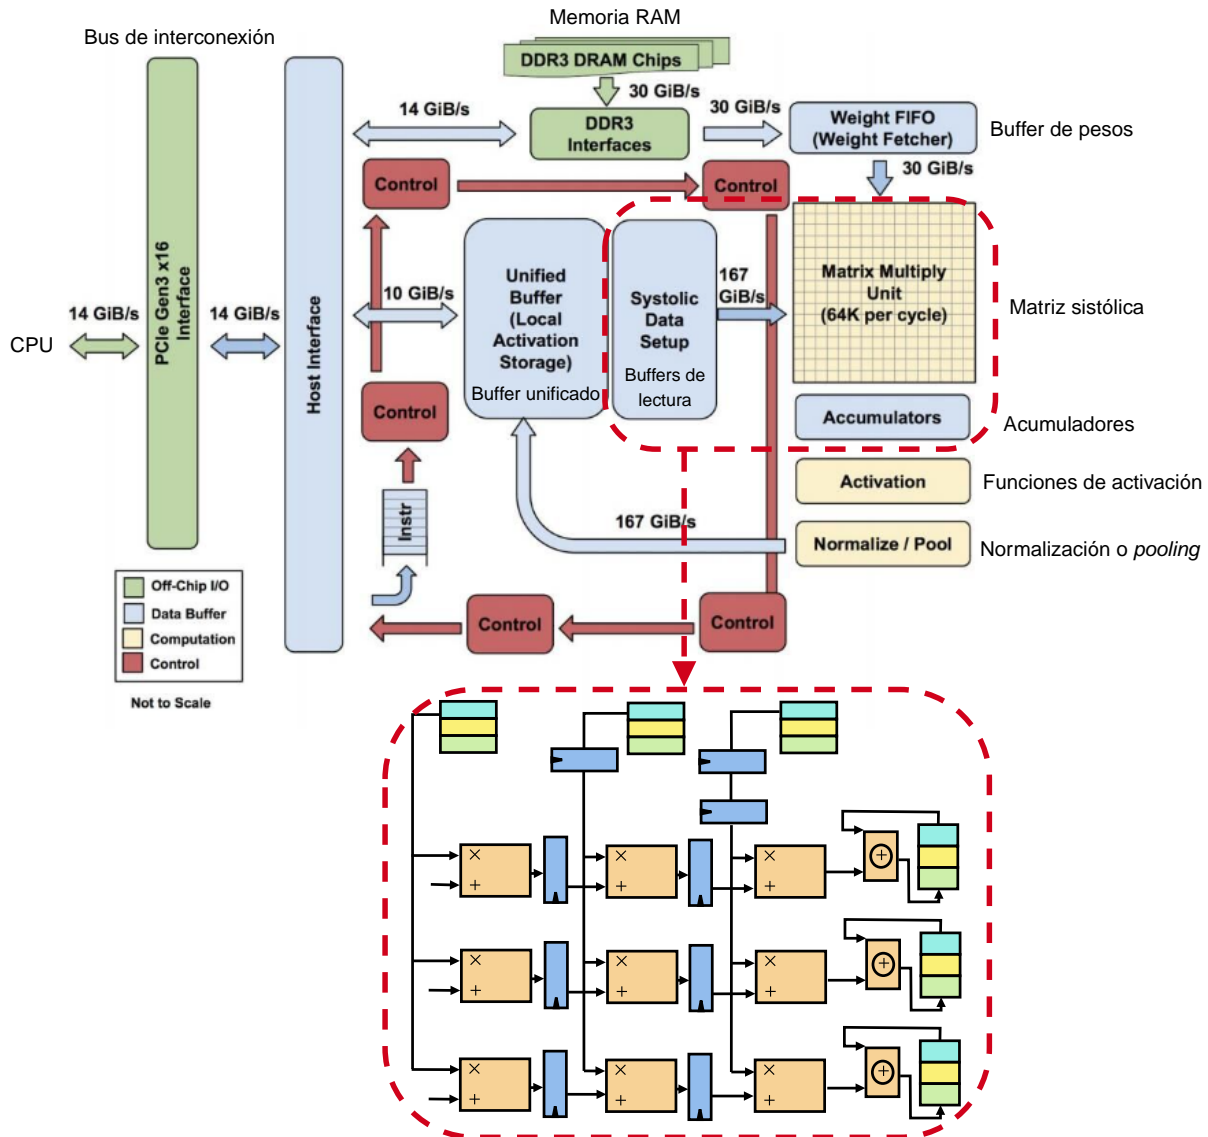 Memoria RAM
Bus de interconexión
DDR3 DRAM Chips
30 GiB/s
14 GiB/s
30 GiB/s
DDR3
Interfaces
Weight FIFO
(Weight Fetcher)
Buffer de pesos
30 GiB/s
Control
Control
PCIe Gen3 x16
Interface
Host Interface
Unified
Buffer
(Local
Activation
Storage)
Buffer unificado
Systolic
Data
Setup
Buffers de
lectura
167
GiB/s
Matrix Multiply
Unit
(64K per cycle)
Matriz sistólica
10 GiB/s
CPU
14 GiB/s
14 GiB/s
Control
Accumulators
Acumuladores
Activation
Funciones de activación
Instr
167 GiB/s
Normalize / Pool
Normalización o pooling
Off-Chip I/O
Data Buffer
Computation
Control
Not to Scale
Control
Control
×
+
×
+
×
+
+
×
+
×
+
×
+
+
×
+
×
+
×
+
+